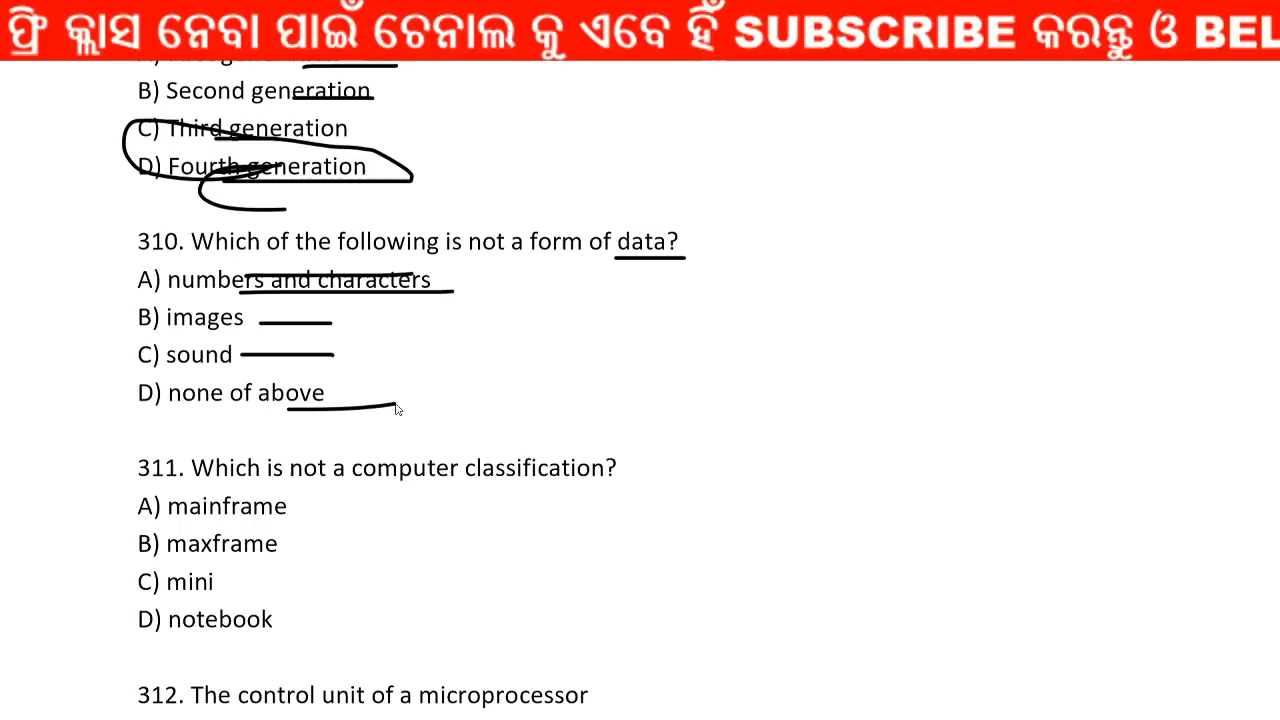 ଫ୍ରି କ୍ଲାସ ନେବା ପାଇଁ ଚେନାଲ କୁ ଏବେ ହିଁ SUBSCRIBE କରନ୍ତୁ ଓ BEL
B) Second generation
C) Third generation
D) Fourth generation
310. Which of the following is not a form of data?
A) numbers and characters
B) images
C) sound
D) none of above
311. Which is not a computer classification?
A) mainframe
B) maxframe
C) mini
D) notebook
312. The control unit of a microprocessor